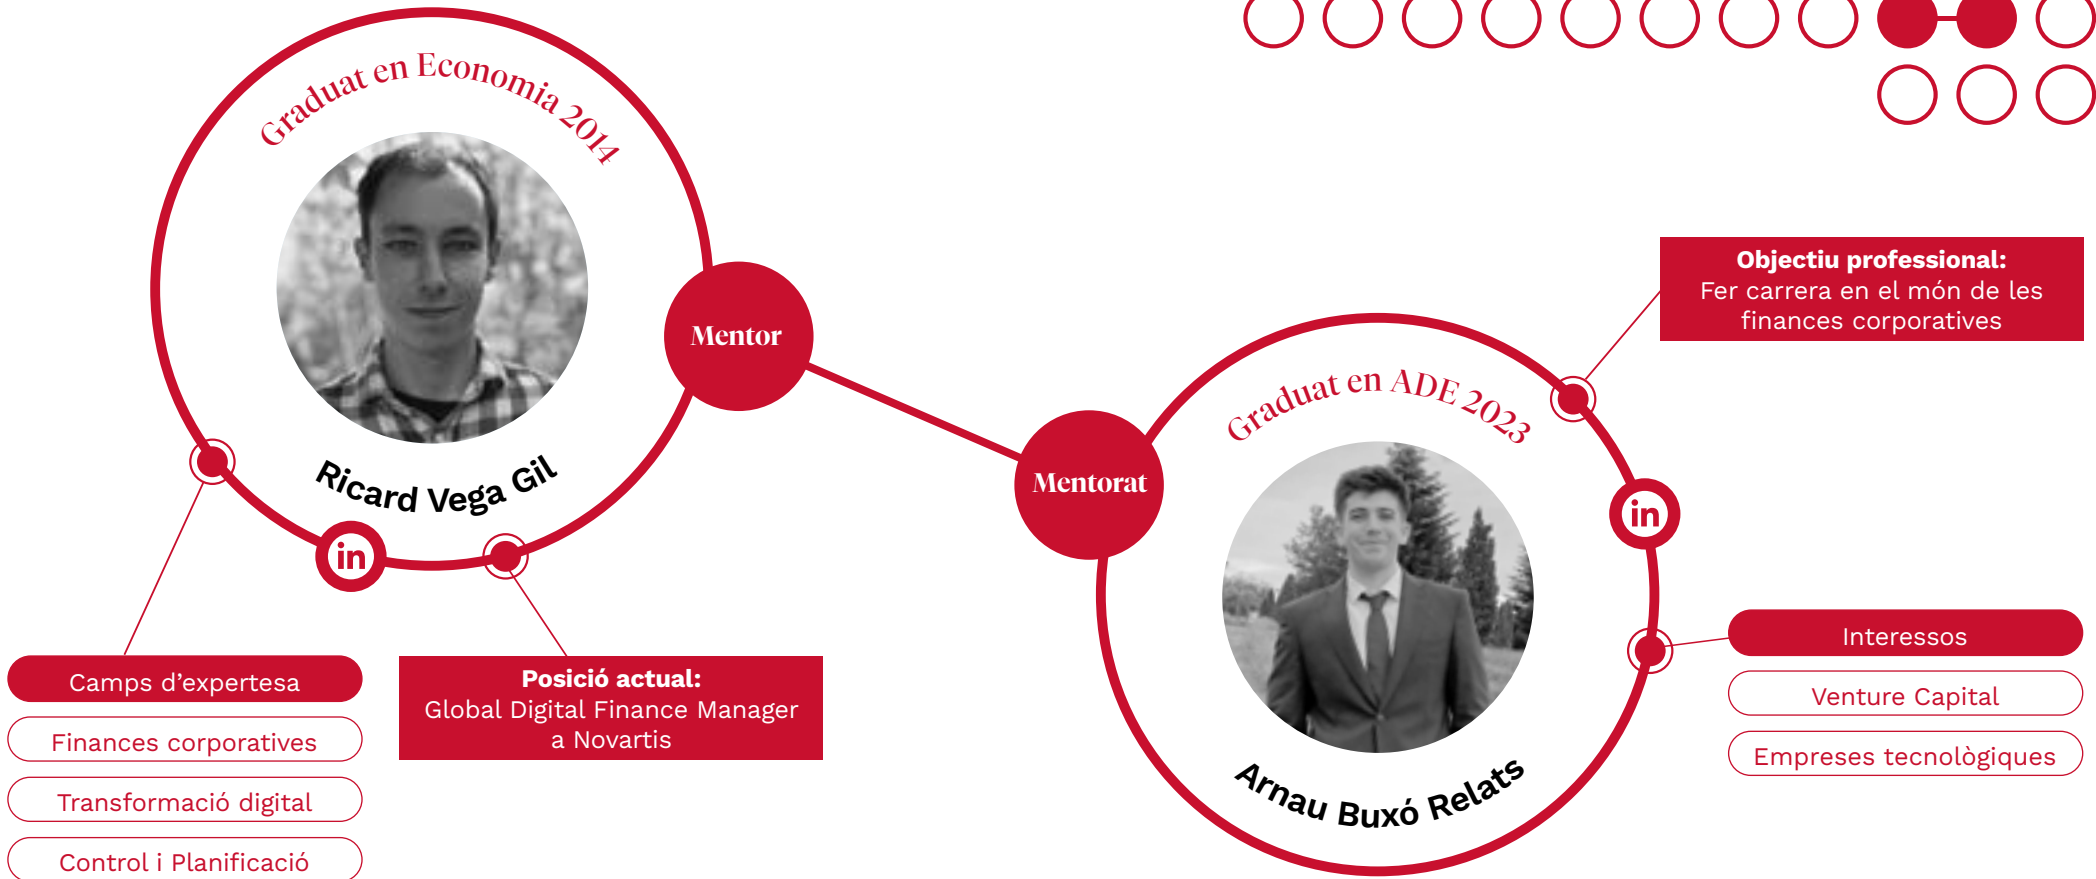 Graduat en Economia 2014
Ricard Vega Gil
in
Mentor
Camps d'expertesa
Finances corporatives
Transformació digital
Control i Planificació
Posició actual:
Global Digital Finance Manager
a Novartis
Mentorat
Graduat en ADE 2023
Arnau Buxó Relats
in
Objectiu professional:
Fer carrera en el món de les
finances corporatives
Interessos
Venture Capital
Empreses tecnològiques